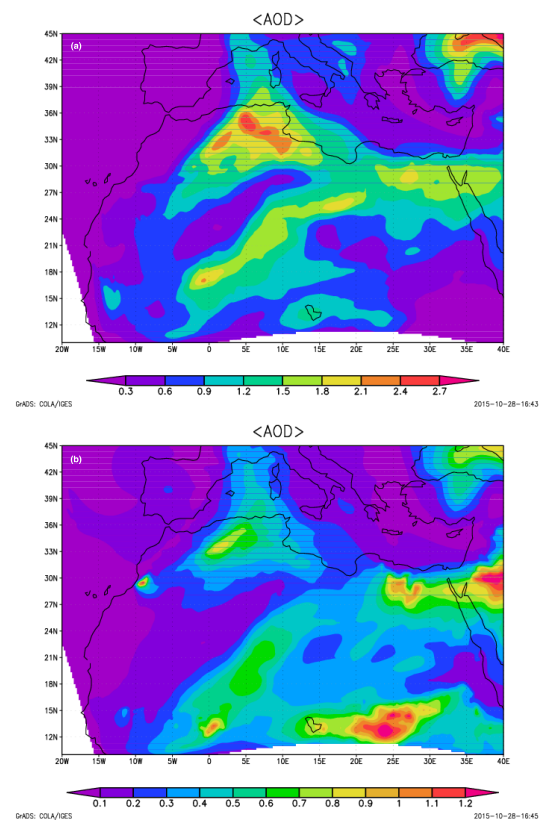 <AOD>
(a)
45N
42N
39N
36N
33N
30N
27N
24N
21N
18N
15N
12N
20W 15W 10W 5W 0 5E 10E 15E 20E 25E 30E 35E 40E
0.3 0.6 0.9 1.2 1.5 1.8 2.1 2.4 2.7
GrADS: COLA/IGES 2015-10-28-16:43
<AOD>
(b)
45N
42N
39N
36N
33N
30N
27N
24N
21N
18N
15N
12N
20W 15W 10W 5W 0 5E 10E 15E 20E 25E 30E 35E 40E
0.1 0.2 0.3 0.4 0.5 0.6 0.7 0.8 0.9 1 1.1 1.2
GrADS: COLA/IGES 2015-10-28-16:45